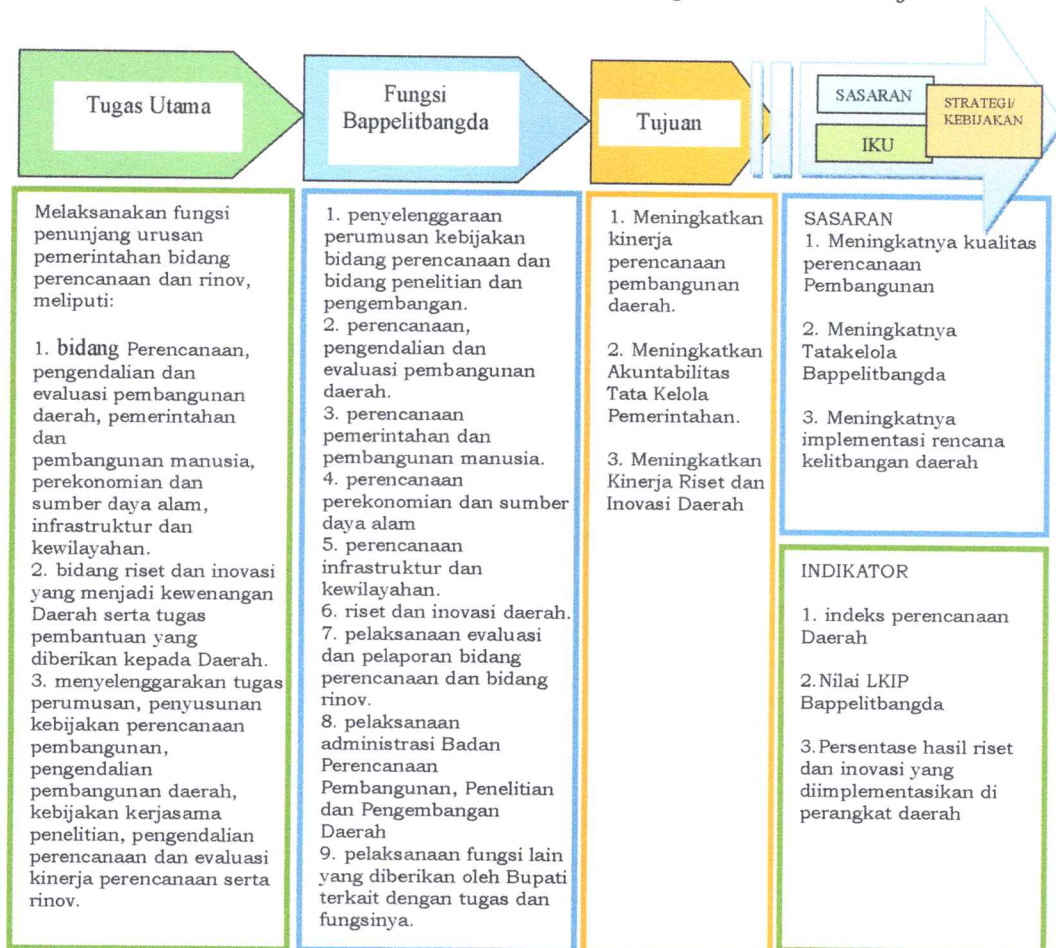 Tugas Utama
Fungsi
Bappelitbangda
Tujuan
SASARAN
IKU
STRATEGI/
KEBIJAKAN
Melaksanakan fungsi
penunjang urusan
pemerintahan bidang
perencanaan dan rinov,
meliputi:
1. bidang Perencanaan,
pengendalian dan
evaluasi pembangunan
daerah, pemerintahan
dan
pembangunan manusia,
perekonomian dan
sumber daya alam,
infrastruktur dan
kewilayahan.
2. bidang riset dan inovasi
yang menjadi kewenangan
Daerah serta tugas
pembantuan yang
diberikan kepada Daerah.
3. menyelenggarakan tugas
perumusan, penyusunan
kebijakan perencanaan
pembangunan,
pengendalian
pembangunan daerah,
kebijakan kerjasama
penelitian, pengendalian
perencanaan dan evaluasi
kinerja perencanaan serta
rinov.
1. penyelenggaraan
perumusan kebijakan
bidang perencanaan dan
bidang penelitian dan
pengembangan.
2. perencanaan,
pengendalian dan
evaluasi pembangunan
daerah.
3. perencanaan
pemerintahan dan
pembangunan manusia.
4. perencanaan
perekonomian dan sumber
daya alam
5. perencanaan
infrastruktur dan
kewilayahan.
6. riset dan inovasi daerah.
7. pelaksanaan evaluasi
dan pelaporan bidang
perencanaan dan bidang
rinov.
8. pelaksanaan
administrasi Badan
Perencanaan
Pembangunan, Penelitian
dan Pengembangan
Daerah
9. pelaksanaan fungsi lain
yang diberikan oleh Bupati
terkait dengan tugas dan
fungsinya.
1. Meningkatkan
kinerja
perencanaan
pembangunan
daerah.
2. Meningkatkan
Akuntabilitas
Tata Kelola
Pemerintahan.
3. Meningkatkan
Kinerja Riset dan
Inovasi Daerah
SASARAN
1. Meningkatnya kualitas
perencanaan
Pembangunan
2. Meningkatnya
Tatakelola
Bappelitbangda
3. Meningkatnya
implementasi rencana
kelitbangan daerah
INDIKATOR
1. indeks perencanaan
Daerah
2.Nilai LKIP
Bappelitbangda
3.Persentase hasil riset
dan inovasi yang
diimplementasikan di
perangkat daerah